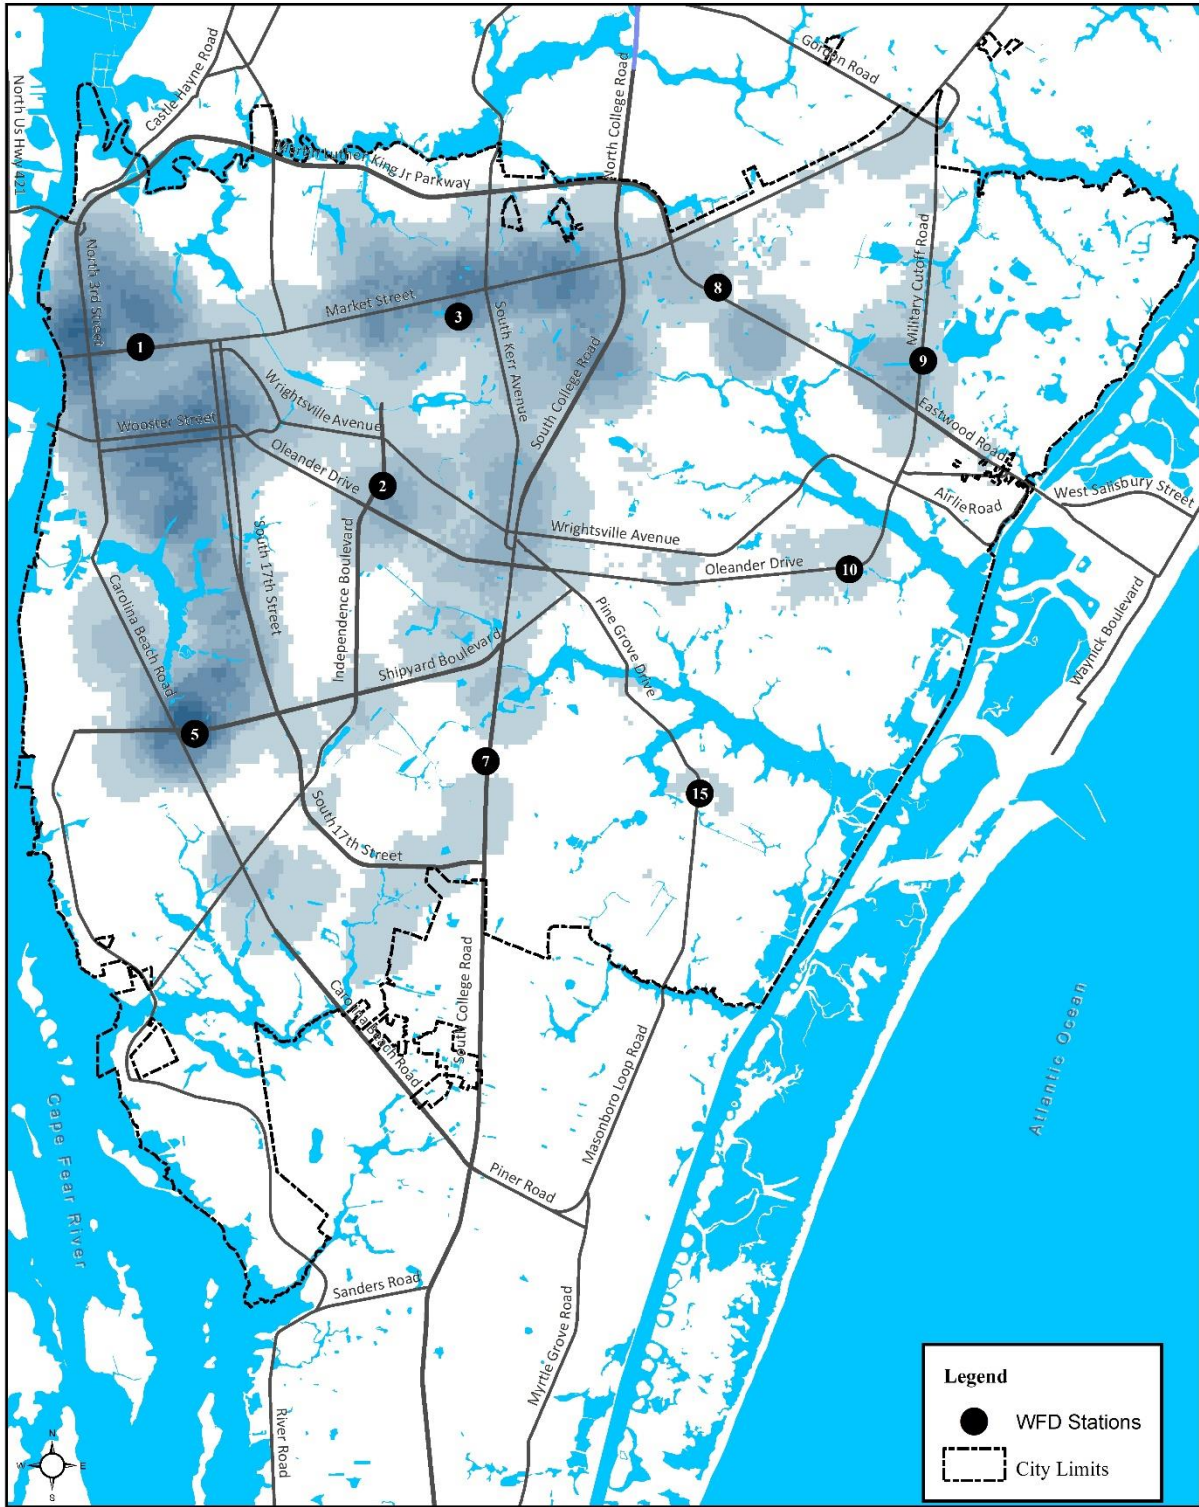 Gordon Road
Castle Hayne Road
North College Road
North Us Hwy 421
Martin Luther King Jr Parkway
Military Cutoff Road
North 3rd Street
8
Market Street
3
1
South Kerr Avenue
South College Road
9
Wrightsville Avenue
Eastwood Road
Wooster Street
Oleander Drive
2
West Salisbury Street
Airlie Road
South 17th Street
Independence Boulevard
Wrightsville Avenue
Oleander Drive
10
Carolina Beach Road
Pine Grove Drive
Waynick Boulevard
Shipyard Boulevard
5
7
15
South 17th Street
South College Road
Carolina Beach Road
Atlantic Ocean
Masonboro Loop Road
Cape Fear River
Piner Road
Sanders Road
Myrtle Grove Road
River Road
Legend
WFD Stations
City Limits
N
W
E
S